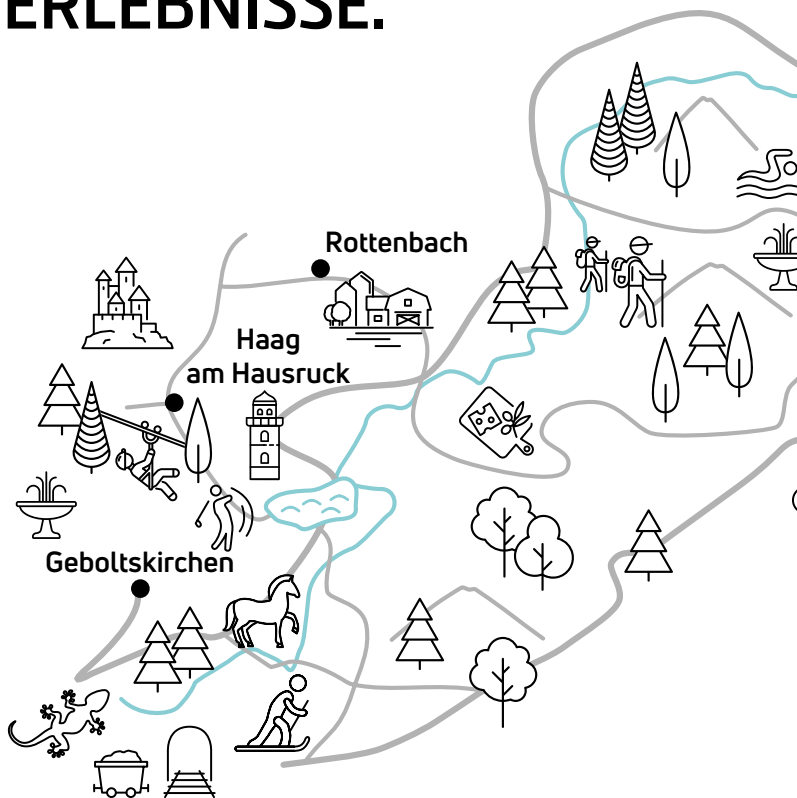 ERLEBNISSE.
Rottenbach
Haag
am Hausruck
Geboltskirchen